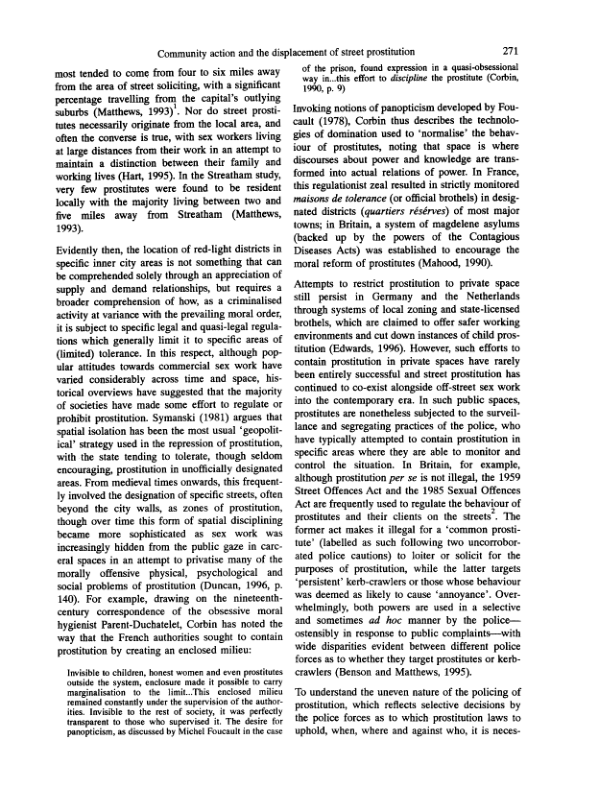 Community action and the displacement of street prostitution 271
most tended to come from four to six miles away
from the area of street soliciting, with a significant
percentage travelling from the capital's outlying
suburbs (Matthews, 1993)1. Nor do street prosti-
tutes necessarily originate from the local area, and
often the converse is true, with sex workers living
at large distances from their work in an attempt to
maintain a distinction between their family and
working lives (Hart, 1995). In the Streatham study,
very few prostitutes were found to be resident
locally with the majority living between two and
five miles away from Streatham (Matthews,
1993).
Evidently then, the location of red-light districts in
specific inner city areas is not something that can
be comprehended solely through an appreciation of
supply and demand relationships, but requires a
broader comprehension of how, as a criminalised
activity at variance with the prevailing moral order,
it is subject to specific legal and quasi-legal regula-
tions which generally limit it to specific areas of
(limited) tolerance. In this respect, although pop-
ular attitudes towards commercial sex work have
varied considerably across time and space, his-
torical overviews have suggested that the majority
of societies have made some effort to regulate or
prohibit prostitution. Symanski (1981) argues that
spatial isolation has been the most usual 'geopolit-
ical' strategy used in the repression of prostitution,
with the state tending to tolerate, though seldom
encouraging, prostitution in unofficially designated
areas. From medieval times onwards, this frequent-
ly involved the designation of specific streets, often
beyond the city walls, as zones of prostitution,
though over time this form of spatial disciplining
became more sophisticated as sex work was
increasingly hidden from the public gaze in carc-
eral spaces in an attempt to privatise many of the
morally offensive physical, psychological and
social problems of prostitution (Duncan, 1996, p.
140). For example, drawing on the nineteenth-
century correspondence of the obsessive moral
hygienist Parent-Duchatelet, Corbin has noted the
way that the French authorities sought to contain
prostitution by creating an enclosed milieu:
Invisible to children, honest women and even prostitutes
outside the system, enclosure made it possible to carry
marginalisation to the limit...This enclosed milieu
remained constantly under the supervision of the author-
ities. Invisible to the rest of society, it was perfectly
transparent to those who supervised it. The desire for
panopticism, as discussed by Michel Foucault in the case
of the prison, found expression in a quasi-obsessional
way in...this effort to discipline the prostitute (Corbin,
1990, p. 9)
Invoking notions of panopticism developed by Fou-
cault (1978), Corbin thus describes the technolo-
gies of domination used to 'normalise' the behav-
iour of prostitutes, noting that space is where
discourses about power and knowledge are trans-
formed into actual relations of power. In France,
this regulationist zeal resulted in strictly monitored
maisons de tolerance (or official brothels) in desig-
nated districts (quartiers résérves) of most major
towns; in Britain, a system of magdelene asylums
(backed up by the powers of the Contagious
Diseases Acts) was established to encourage the
moral reform of prostitutes (Mahood, 1990).
Attempts to restrict prostitution to private space
still persist in Germany and the Netherlands
through systems of local zoning and state-licensed
brothels, which are claimed to offer safer working
environments and cut down instances of child pros-
titution (Edwards, 1996). However, such efforts to
contain prostitution in private spaces have rarely
been entirely successful and street prostitution has
continued to co-exist alongside off-street sex work
into the contemporary era. In such public spaces,
prostitutes are nonetheless subjected to the surveil-
lance and segregating practices of the police, who
have typically attempted to contain prostitution in
specific areas where they are able to monitor and
control the situation. In Britain, for example,
although prostitution per se is not illegal, the 1959
Street Offences Act and the 1985 Sexual Offences
Act are frequently used to regulate the behaviour of
prostitutes and their clients on the streets2. The
former act makes it illegal for a 'common prosti-
tute' (labelled as such following two uncorrobor-
ated police cautions) to loiter or solicit for the
purposes of prostitution, while the latter targets
'persistent' kerb-crawlers or those whose behaviour
was deemed as likely to cause 'annoyance'. Over-
whelmingly, both powers are used in a selective
and sometimes ad hoc manner by the police—
ostensibly in response to public complaints—with
wide disparities evident between different police
forces as to whether they target prostitutes or kerb-
crawlers (Benson and Matthews, 1995).
To understand the uneven nature of the policing of
prostitution, which reflects selective decisions by
the police forces as to which prostitution laws to
uphold, when, where and against who, it is neces-